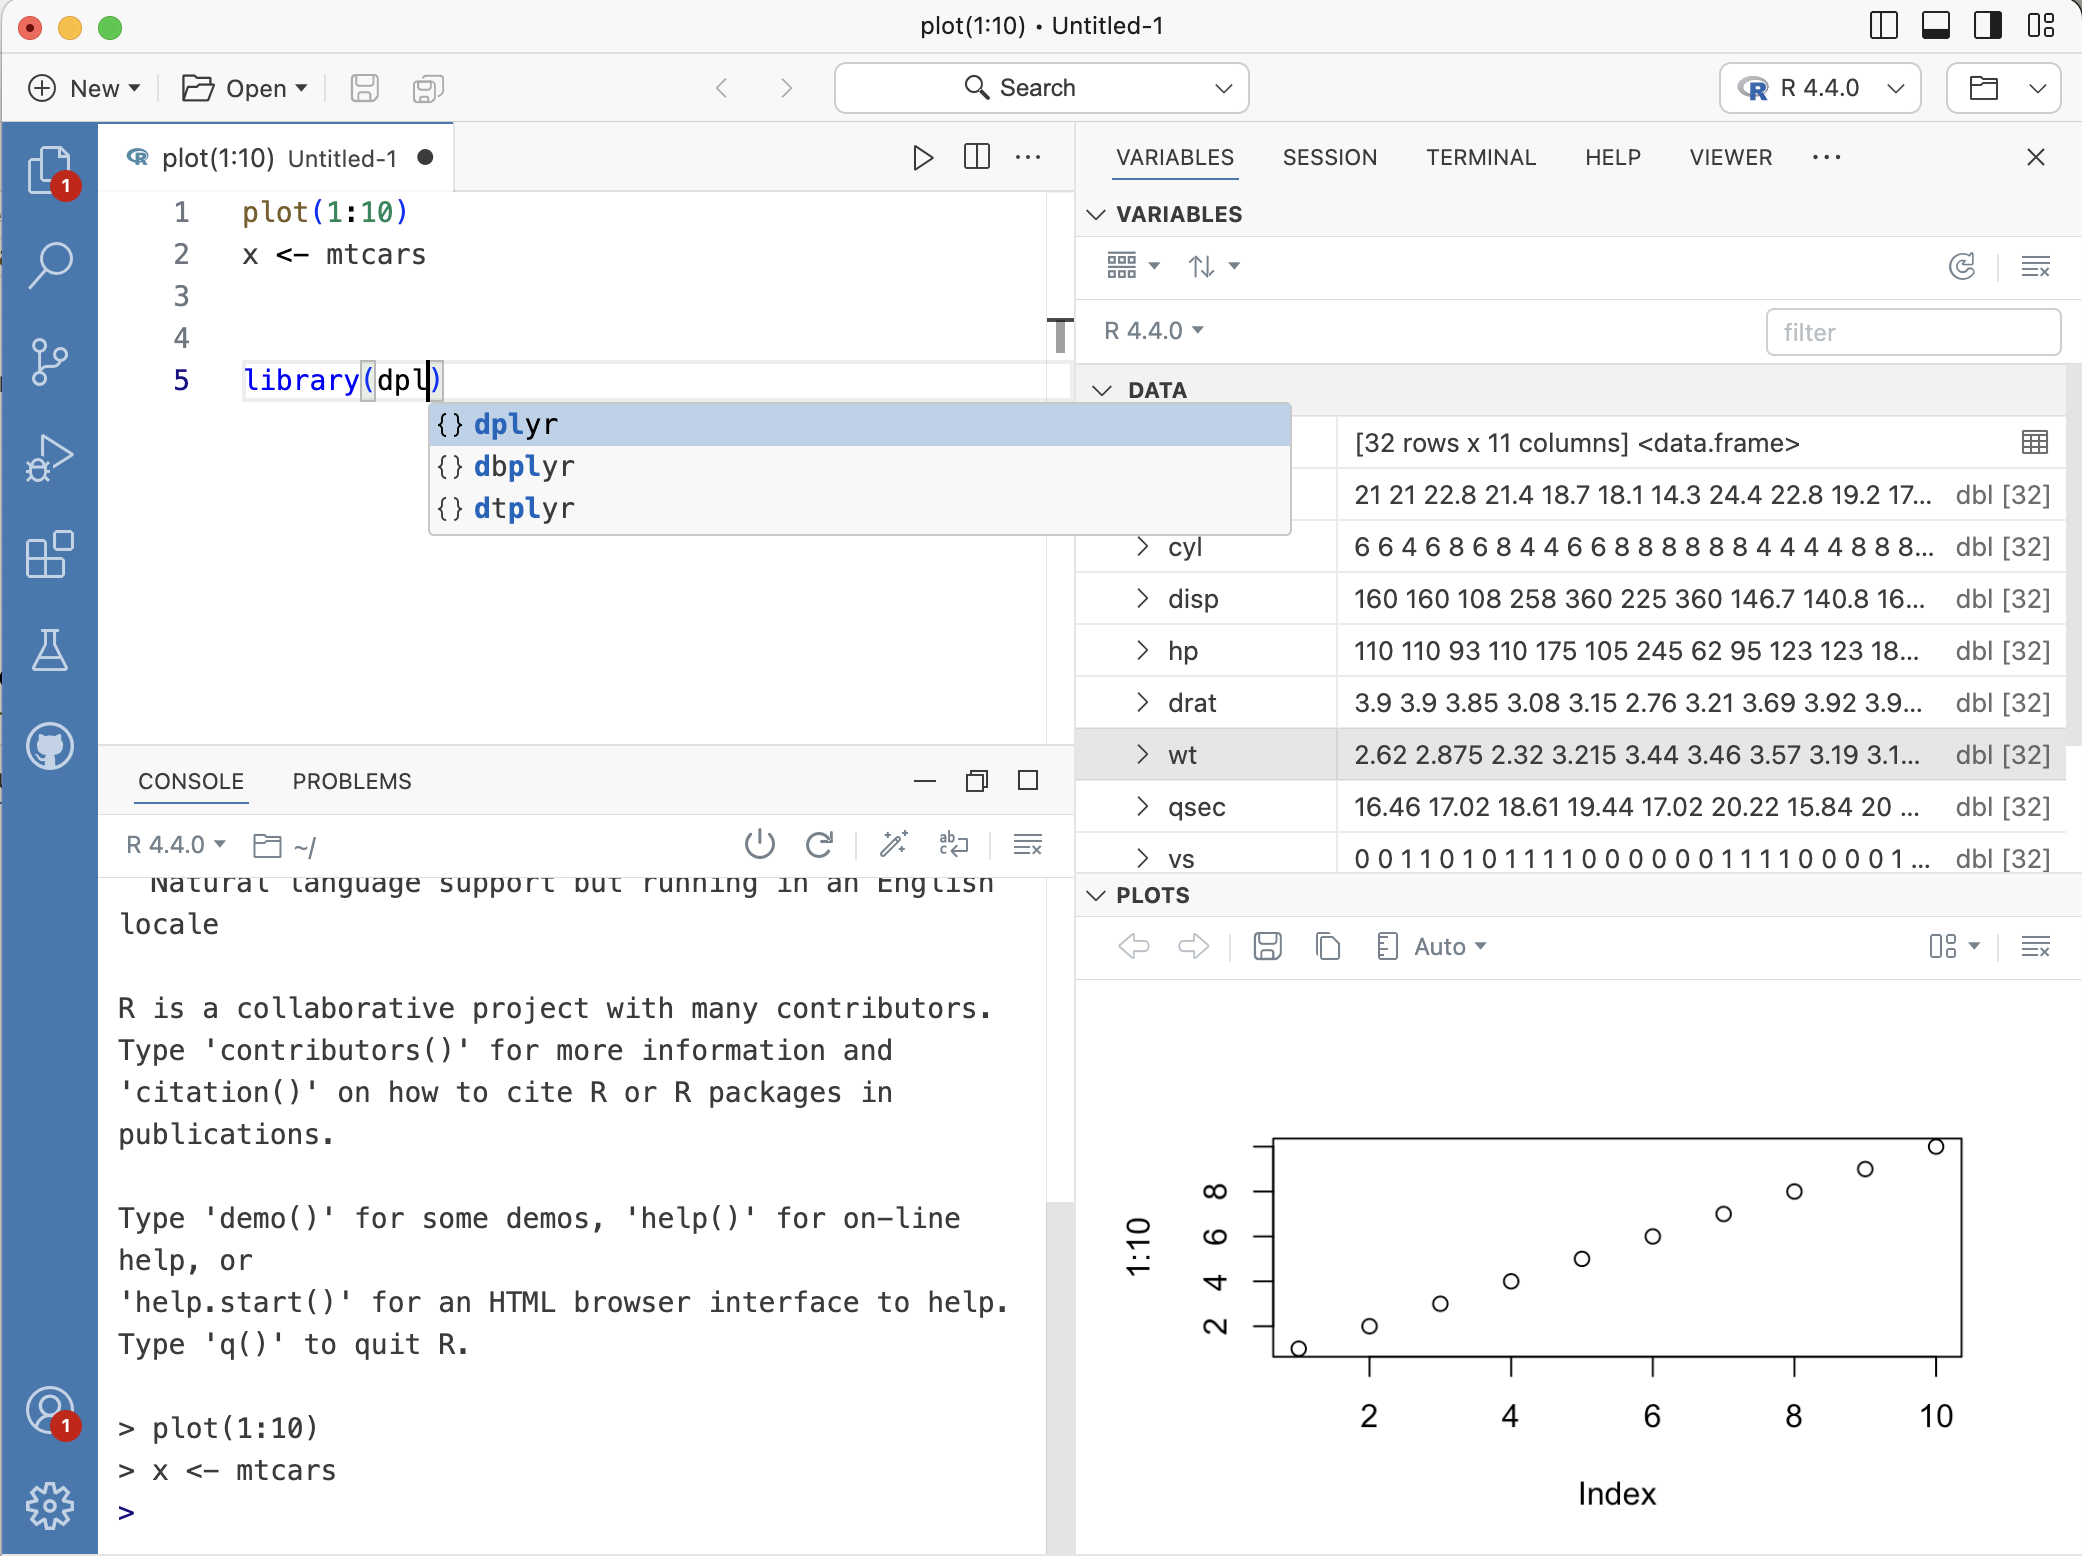 plot(1:10) • Untitled-1
New
Open
Search
R 4.4.0
1
plot(1:10) Untitled-1 ●
1 plot(1:10)
2 x <- mtcars
3
4
5 library(dpl)
{} dplyr
{} dbplyr
{} dtplyr
VARIABLES SESSION TERMINAL HELP VIEWER ...
VARIABLES
R 4.4.0
filter
DATA
[32 rows x 11 columns] <data.frame>
21 21 22.8 21.4 18.7 18.1 14.3 24.4 22.8 19.2 17... dbl [32]
cyl 6 6 4 6 8 6 8 4 4 6 6 8 8 8 8 8 8 4 4 4 4 8 8 8... dbl [32]
disp 160 160 108 258 360 225 360 146.7 140.8 16... dbl [32]
hp 110 110 93 110 175 105 245 62 95 123 123 18... dbl [32]
drat 3.9 3.9 3.85 3.08 3.15 2.76 3.21 3.69 3.92 3.9... dbl [32]
wt 2.62 2.875 2.32 3.215 3.44 3.46 3.57 3.19 3.1... dbl [32]
qsec 16.46 17.02 18.61 19.44 17.02 20.22 15.84 20 ... dbl [32]
vs 0 0 1 1 0 1 0 1 1 1 1 0 0 0 0 0 0 1 1 1 1 0 0 0 0 1 ... dbl [32]
CONSOLE PROBLEMS
R 4.4.0 ~/
Natural language support but running in an English
locale
R is a collaborative project with many contributors.
Type 'contributors()' for more information and
'citation()' on how to cite R or R packages in
publications.
Type 'demo()' for some demos, 'help()' for on-line
help, or
'help.start()' for an HTML browser interface to help.
Type 'q()' to quit R.
> plot(1:10)
> x <- mtcars
>
1
PLOTS
Auto
1:10
8
6
4
2
2 4 6 8 10
Index